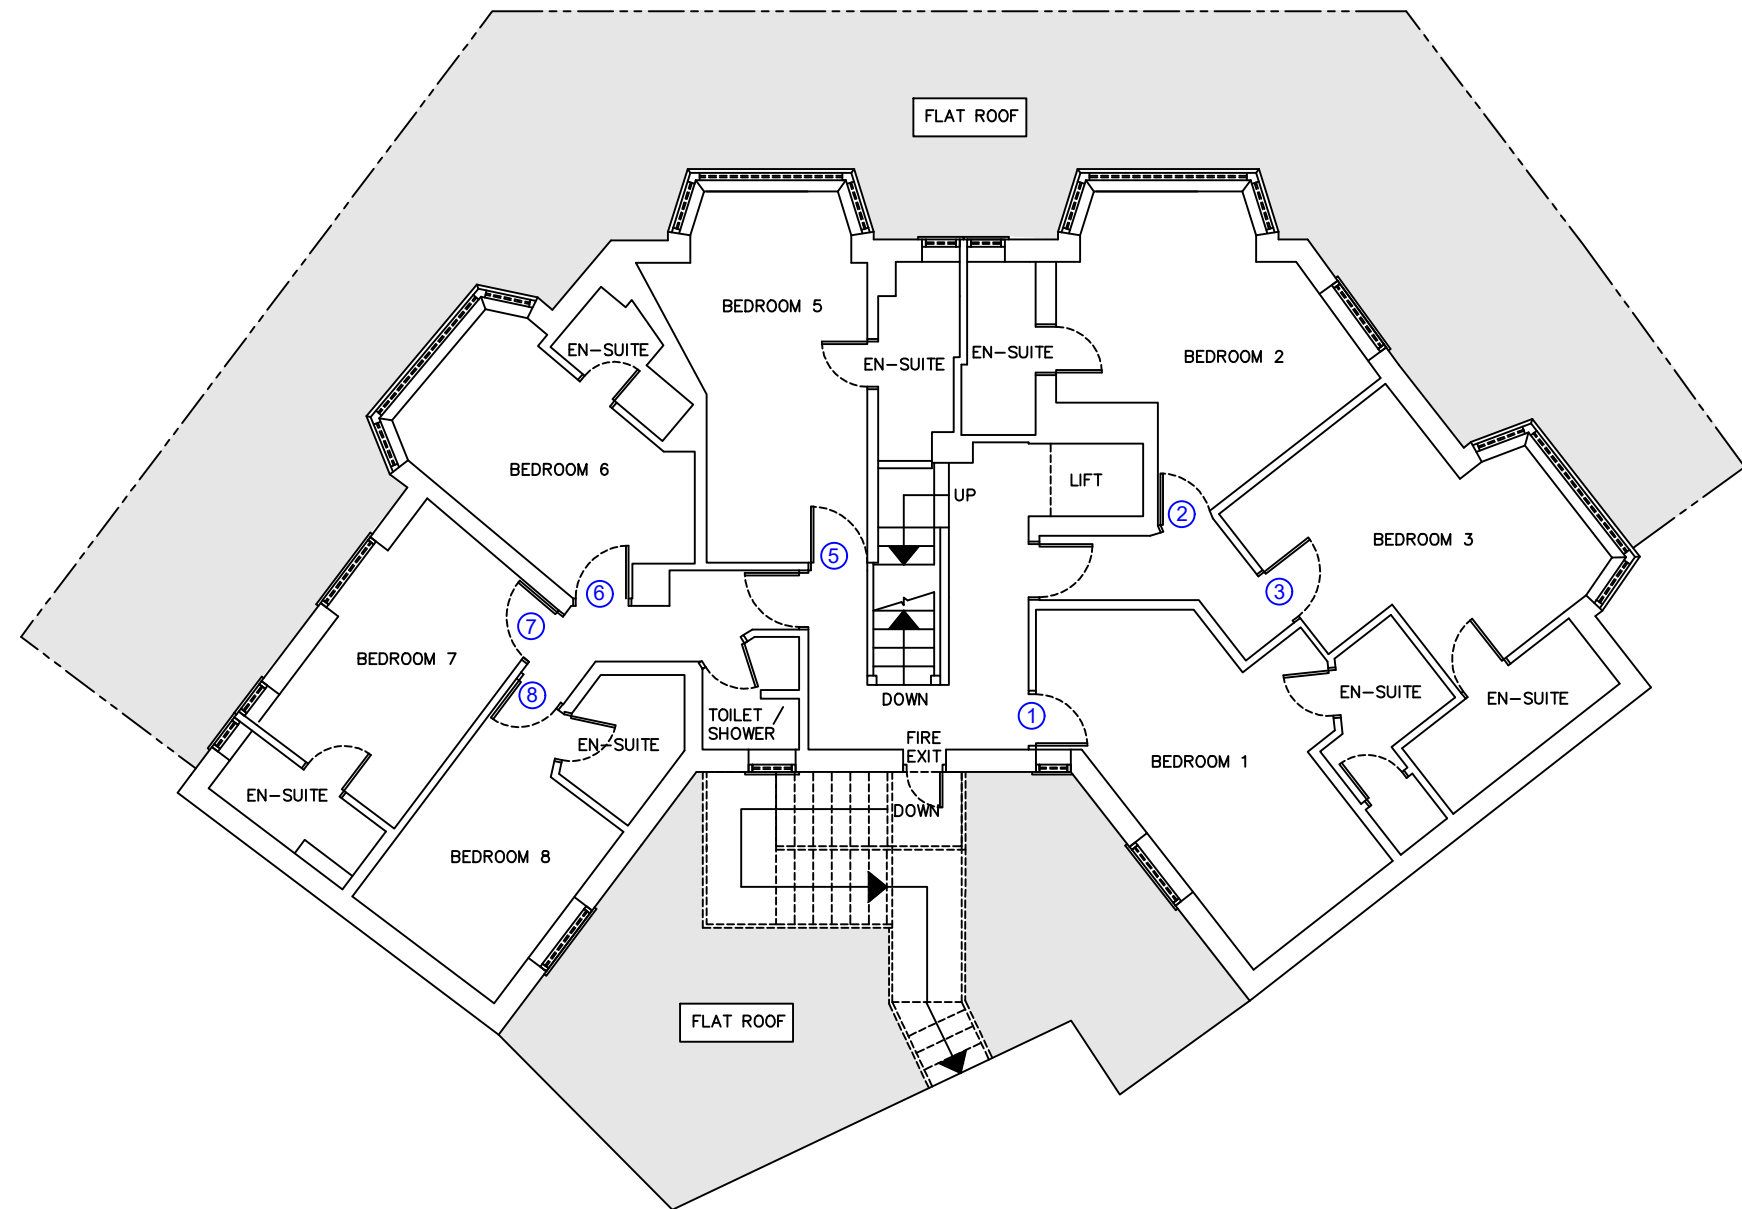 FLAT ROOF
BEDROOM 5
EN-SUITE
EN-SUITE
EN-SUITE
BEDROOM 2
BEDROOM 6
LIFT
UP
2
BEDROOM 3
5
6
3
7
BEDROOM 7
8
EN-SUITE
EN-SUITE
DOWN
TOILET /
SHOWER
1
EN-SUITE
FIRE
EXIT
BEDROOM 1
EN-SUITE
DOWN
BEDROOM 8
FLAT ROOF